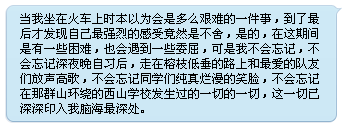 当我坐在火车上时本以为会是多么艰难的一件事，到了最
后才发现自己最强烈的感受竟然是不舍，是的，在这期间
是有一些困难，也会遇到一些委屈，可是我不会忘记，不
会忘记深夜晚自习后，走在榕枝低垂的路上和最爱的队友
们放声高歌，不会忘记同学们纯真烂漫的笑脸，不会忘记
在那群山环绕的西山学校发生过的一切的一切，这一切已
深深印入我脑海最深处。